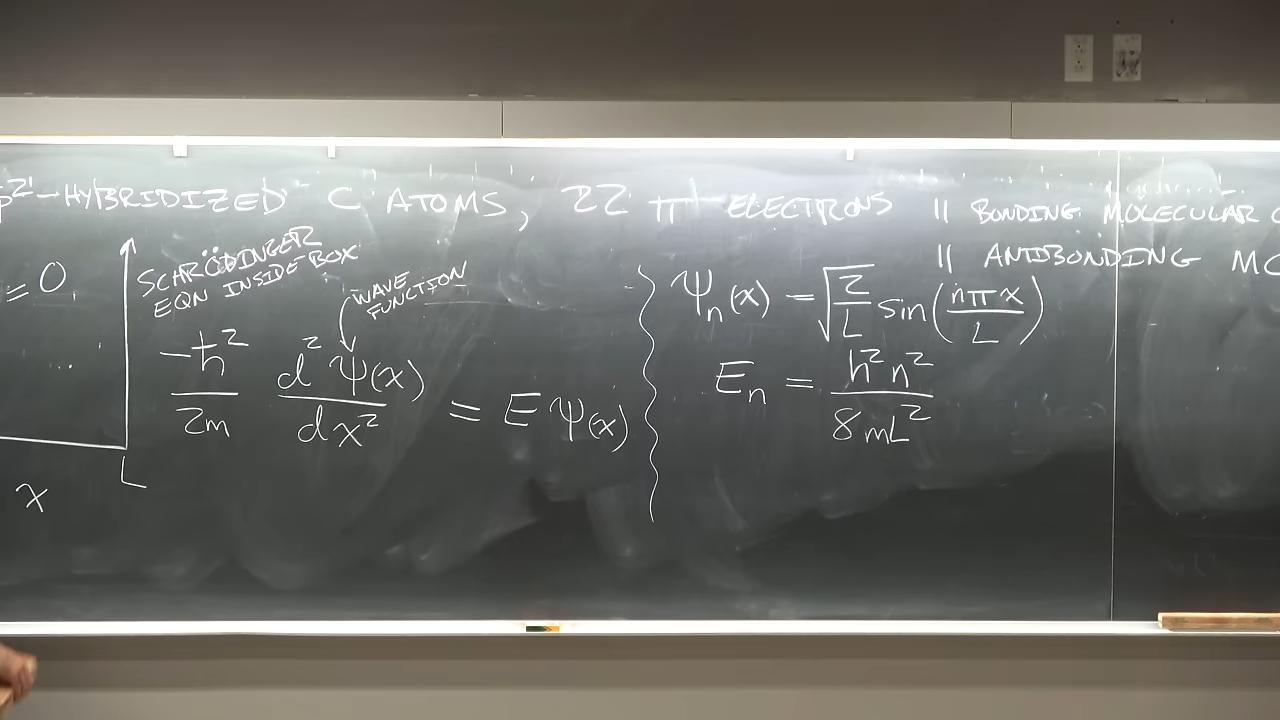 p²-HYBRIDIZED C ATOMS, 22 π ELECTRONS
11 BONDING MOLECULAR
11 ANTIBONDING MO
= 0
L
x
SCHRÖDINGER
EQN INSIDE BOX
WAVE
FUNCTION
-ħ²/2m d²Ψ(x)/dx² = E Ψ(x)
Ψn(x) = √(2/L) sin(nπx/L)
En = h²n²/8mL²